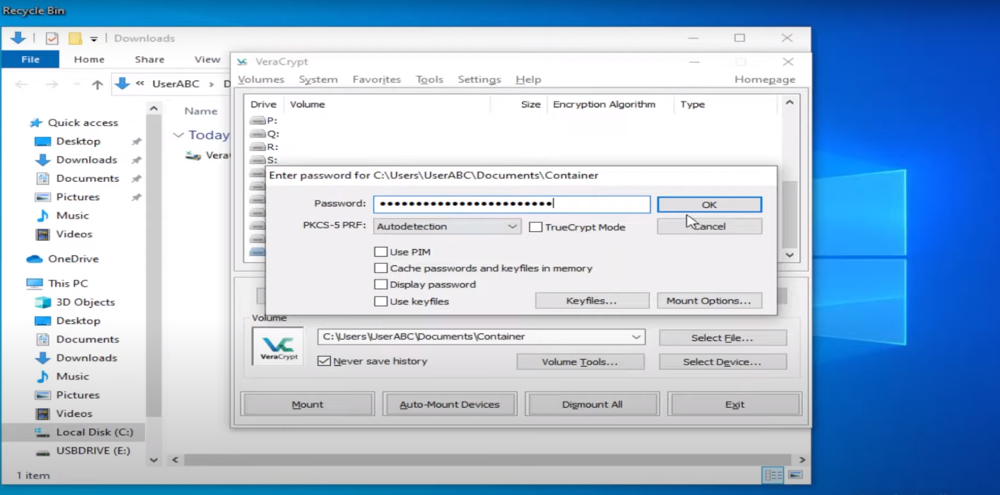 Recycle Bin
Downloads
File Home Share View
UserABC
Quick access
Desktop
Downloads
Documents
Pictures
Music
Videos
OneDrive
This PC
3D Objects
Desktop
Documents
Downloads
Music
Pictures
Videos
Local Disk (C:)
USBDRIVE (E:)
1 item
Name
Today
VeraCrypt
Volumes System Favorites Tools Settings Help Homepage
Drive Volume Size Encryption Algorithm Type
P:
Q:
R:
S:
Enter password for C:\Users\UserABC\Documents\Container
Password: OK
PKCS-5 PRF: Autodetection TrueCrypt Mode Cancel
Use PIM
Cache passwords and keyfiles in memory
Display password
Use keyfiles Keyfiles... Mount Options...
Volume
VeraCrypt
C:\Users\UserABC\Documents\Container Select File...
Never save history Volume Tools... Select Device...
Mount Auto-Mount Devices Dismount All Exit